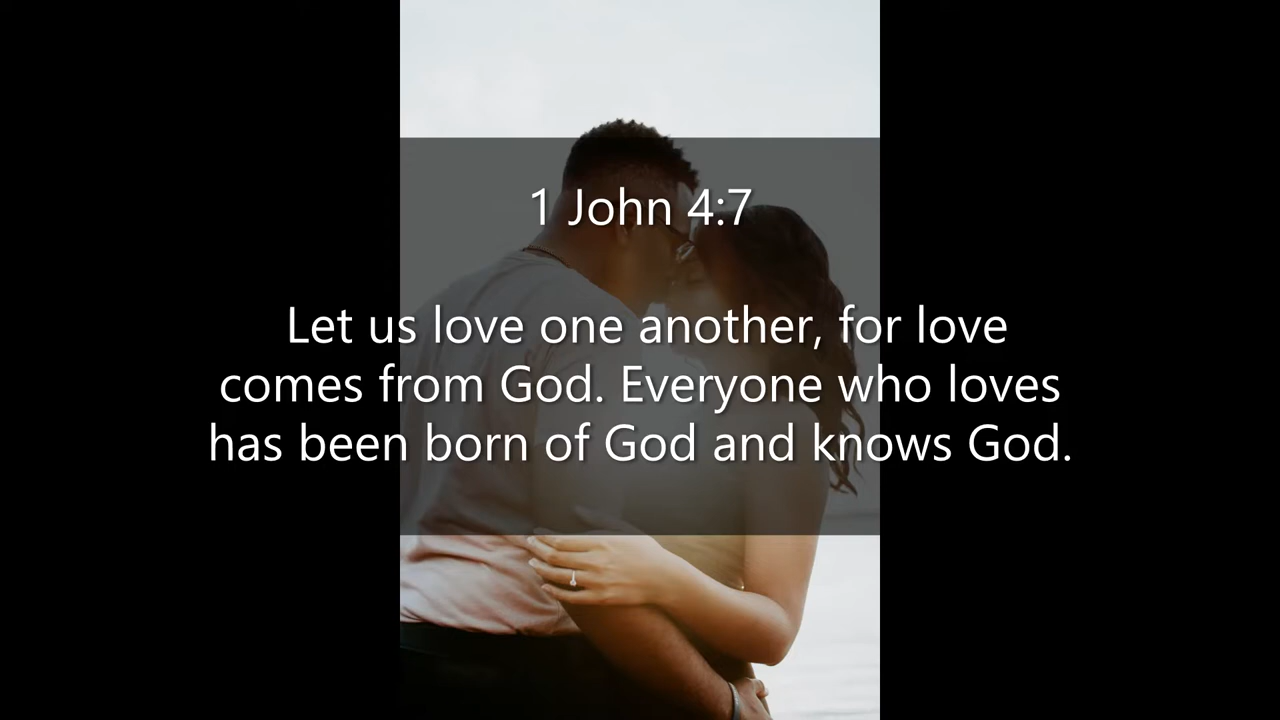 1 John 4:7
Let us love one another, for love
comes from God. Everyone who loves
has been born of God and knows God.